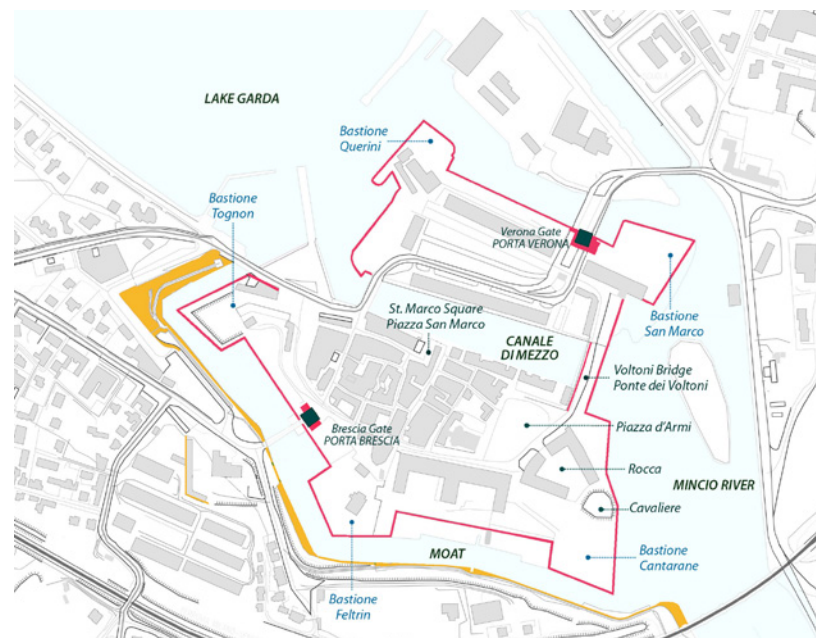 LAKE GARDA
Bastione
Querini
Bastione
Tognon
Verona Gate
PORTA VERONA
St. Marco Square
Piazza San Marco
CANALE
DI MEZZO
Bastione
San Marco
Voltoni Bridge
Ponte dei Voltoni
Brescia Gate
PORTA BRESCIA
Piazza d'Armi
Rocca
MINCIO RIVER
Cavaliere
MOAT
Bastione
Cantarane
Bastione
Feltrin